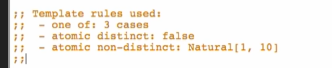 ;; Template rules used:
;;  - one of: 3 cases
;;  - atomic distinct: false
;;  - atomic non-distinct: Natural[1, 10]
;;